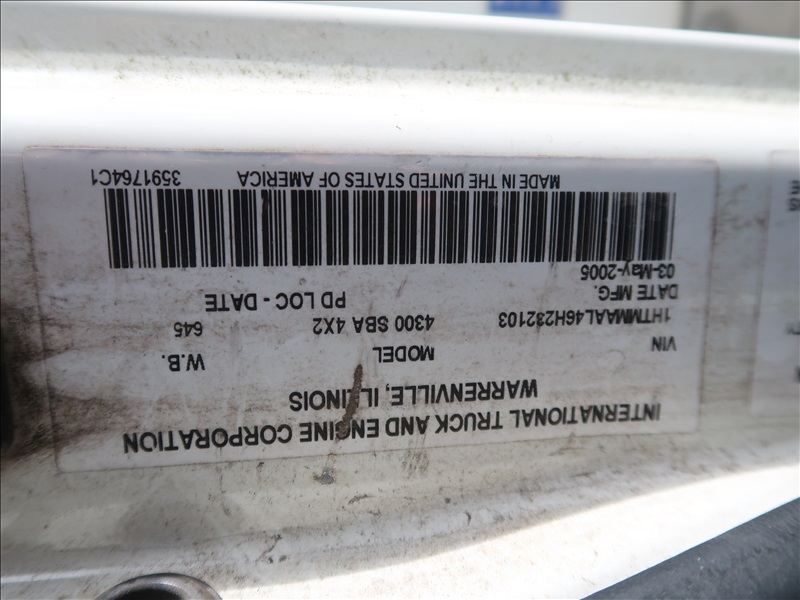 INTERNATIONAL TRUCK AND ENGINE CORPORATION
WARRENVILLE, ILLINOIS
VIN MODEL W.B.
1HTMMAAL46H232103 4300 SBA 4X2 645
DATE MFG. PD LOC - DATE
03-May-2005
MADE IN THE UNITED STATES OF AMERICA 3591764C1